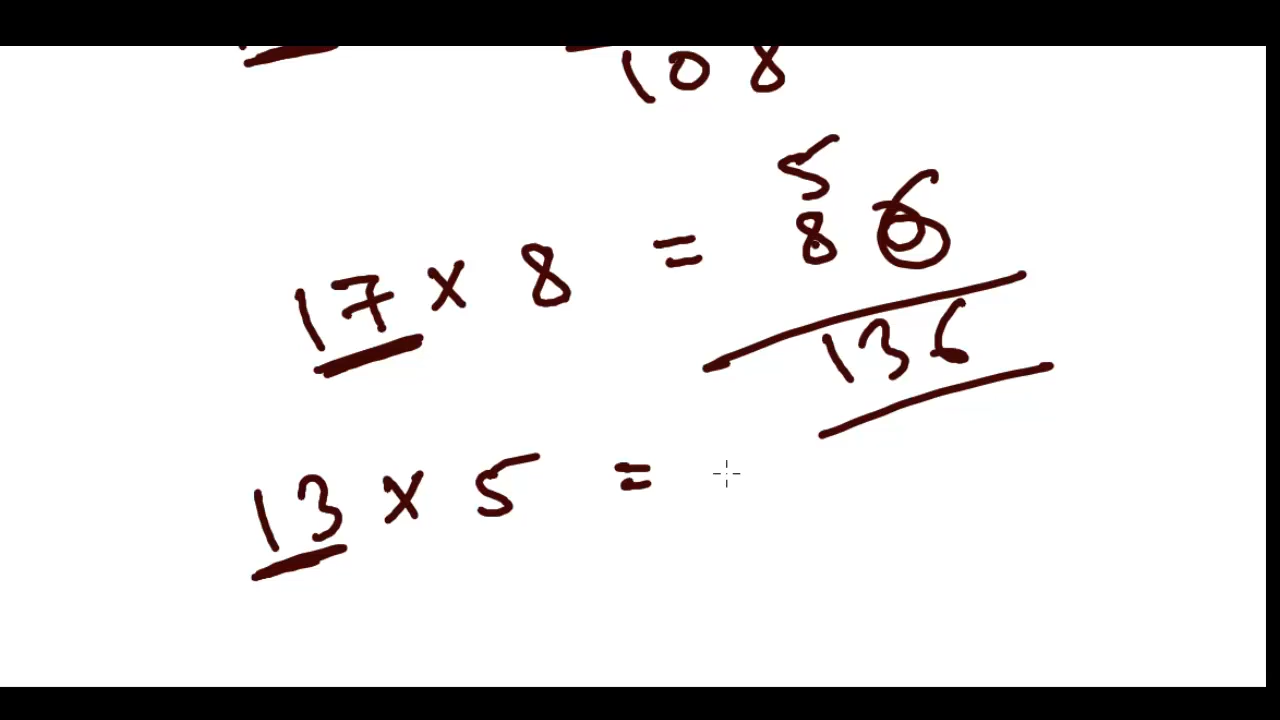 108
5
17 x 8 = 86
136
13 x 5 =